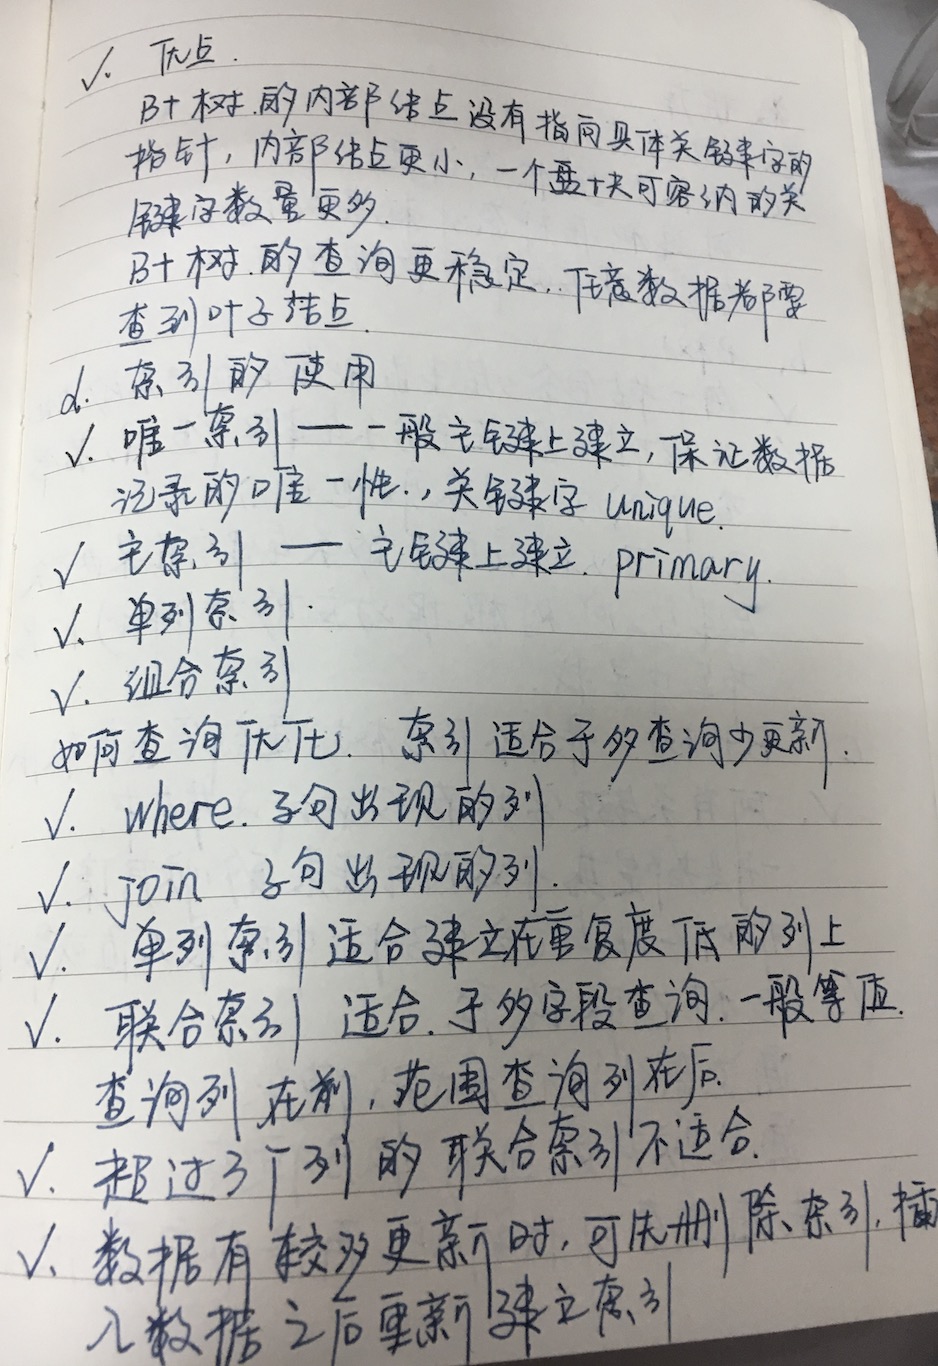 ✓. 优点.
B+树.的内部结点没有指向具体关键字的
指针,内部结点更小,一个盘块可容纳的关
键字数量更多.
B+树.的查询更稳定..任意数据都要
查到叶子结点.
d. 索引的使用
✓. 唯一索引 —— 一般主键上建立,保证数据
记录的唯一性.,关键字 unique.
✓ 主索引 —— 主键上建立. primary.
✓. 单列索引.
✓. 组合索引
如何查询优化. 索引适合于多查询少更新.
✓. where. 子句出现的列
✓. join 子句出现的列.
✓. 单列索引适合建立在重复度低的列上
✓. 联合索引 适合.于多字段查询.一般等值.
查询列在前,范围查询列在后.
✓. 超过3个列的联合索引不适合.
✓. 数据有较多更新时,可先删除索引,插
入数据之后重新建立索引